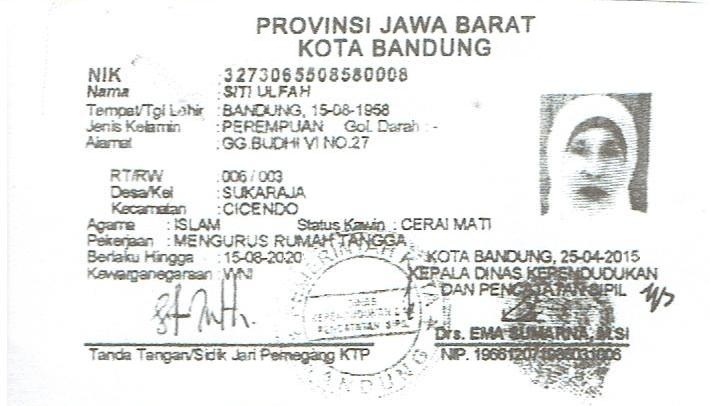 PROVINSI JAWA BARAT
KOTA BANDUNG
NIK : 3273065508580008
Nama : SITI ULFAH
Tempat/Tgl Lahir : BANDUNG, 15-08-1958
Jenis Kelamin : PEREMPUAN Gol. Darah : -
Alamat : GG.BUDHI VI NO.27
RT/RW : 006 / 003
Desa/Kel : SUKARAJA
Kecamatan : CICENDO
Agama : ISLAM Status Kawin : CERAI MATI
Pekerjaan : MENGURUS RUMAH TANGGA
Berlaku Hingga : 15-08-2020 KOTA BANDUNG, 25-04-2015
Kewarganegaraan : WNI KEPALA DINAS KEPENDUDUKAN
DAN PENCATATAN SIPIL
DINAS
KEPENDUDUKAN &
PENCATATAN SIPIL
BANDUNG
Drs. EMA SUMARNA, M.SI
Tanda Tangan/Sidik Jari Pemegang KTP NIP.